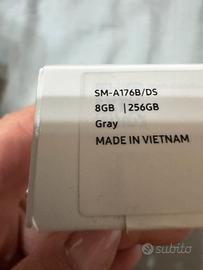 SM-A176B/DS
8GB | 256GB
Gray
MADE IN VIETNAM
subito